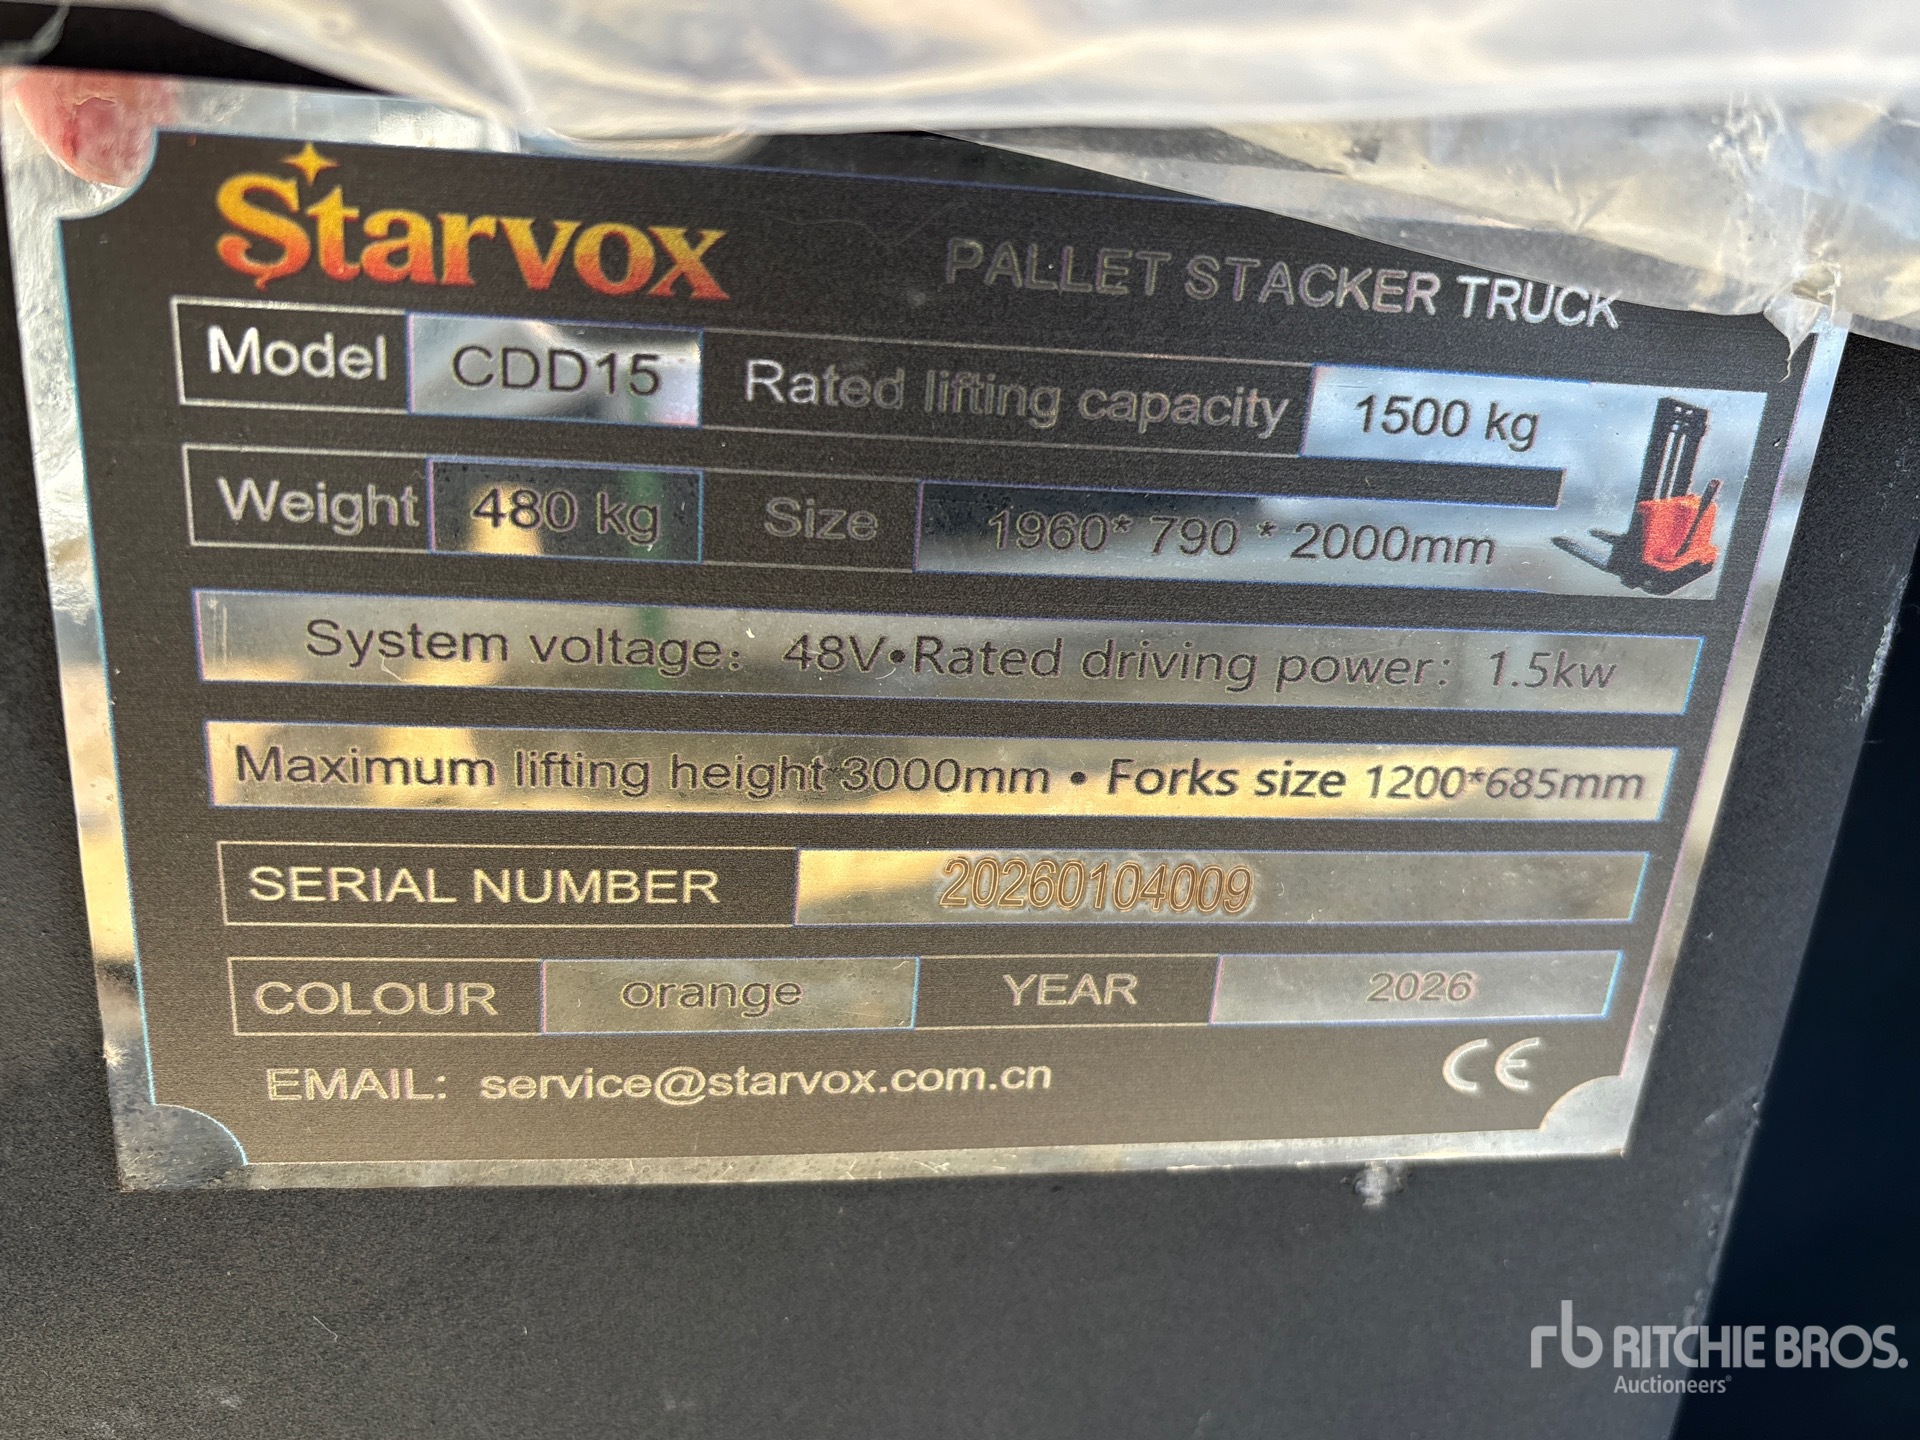 Starvox PALLET STACKER TRUCK
Model CDD15 Rated lifting capacity 1500 kg
Weight 480 kg Size 1960* 790 * 2000mm
System voltage: 48V•Rated driving power: 1.5kw
Maximum lifting height 3000mm • Forks size 1200*685mm
SERIAL NUMBER 20260104009
COLOUR orange YEAR 2026
EMAIL: service@starvox.com.cn CE
rb RITCHIE BROS.
Auctioneers®